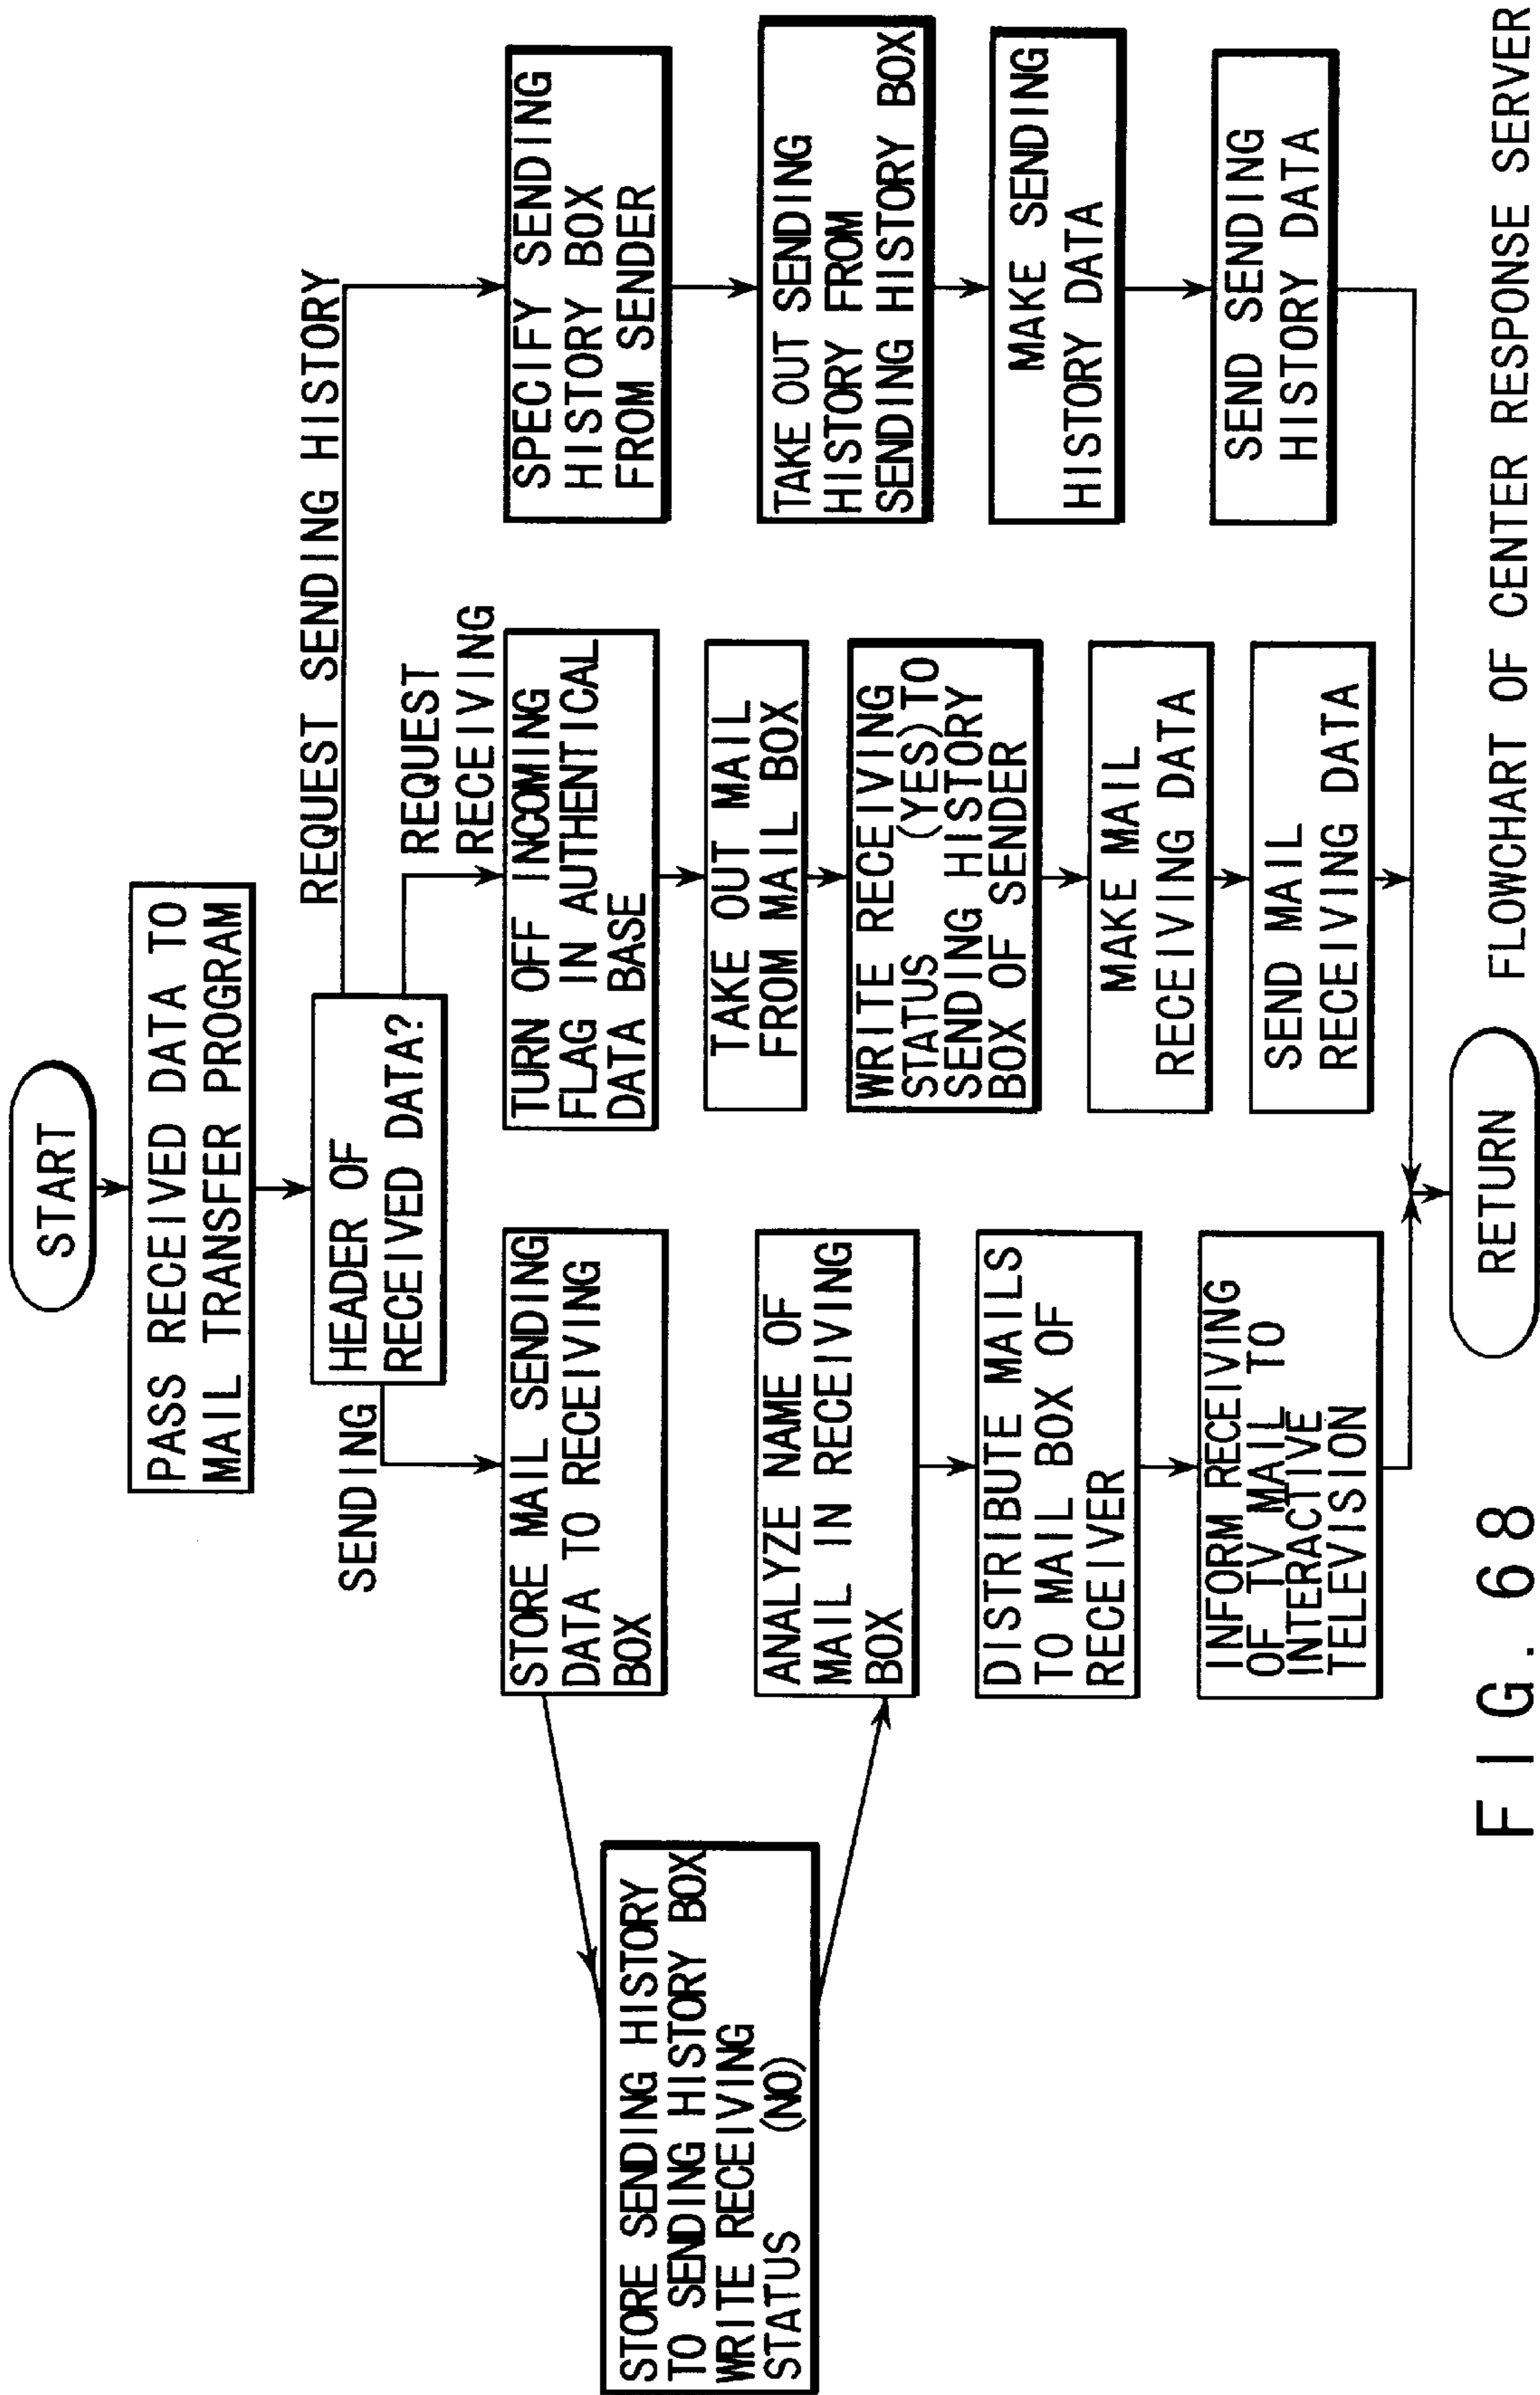 START
PASS RECEIVED DATA TO
MAIL TRANSFER PROGRAM
HEADER OF
RECEIVED DATA?
SENDING
REQUEST RECEIVING
REQUEST SENDING HISTORY
STORE MAIL SENDING
DATA TO RECEIVING
BOX
STORE SENDING HISTORY
TO SENDING HISTORY BOX
WRITE RECEIVING
STATUS (NO)
ANALYZE NAME OF
MAIL IN RECEIVING
BOX
DISTRIBUTE MAILS
TO MAIL BOX OF
RECEIVER
INFORM RECEIVING
OF TV MAIL TO
INTERACTIVE
TELEVISION
TURN OFF INCOMING
FLAG IN AUTHENTICAL
DATA BASE
TAKE OUT MAIL
FROM MAIL BOX
WRITE RECEIVING
STATUS (YES) TO
SENDING HISTORY
BOX OF SENDER
MAKE MAIL
RECEIVING DATA
SEND MAIL
RECEIVING DATA
SPECIFY SENDING
HISTORY BOX
FROM SENDER
TAKE OUT SENDING
HISTORY FROM
SENDING HISTORY BOX
MAKE SENDING
HISTORY DATA
SEND SENDING
HISTORY DATA
RETURN
FIG. 68
FLOWCHART OF CENTER RESPONSE SERVER